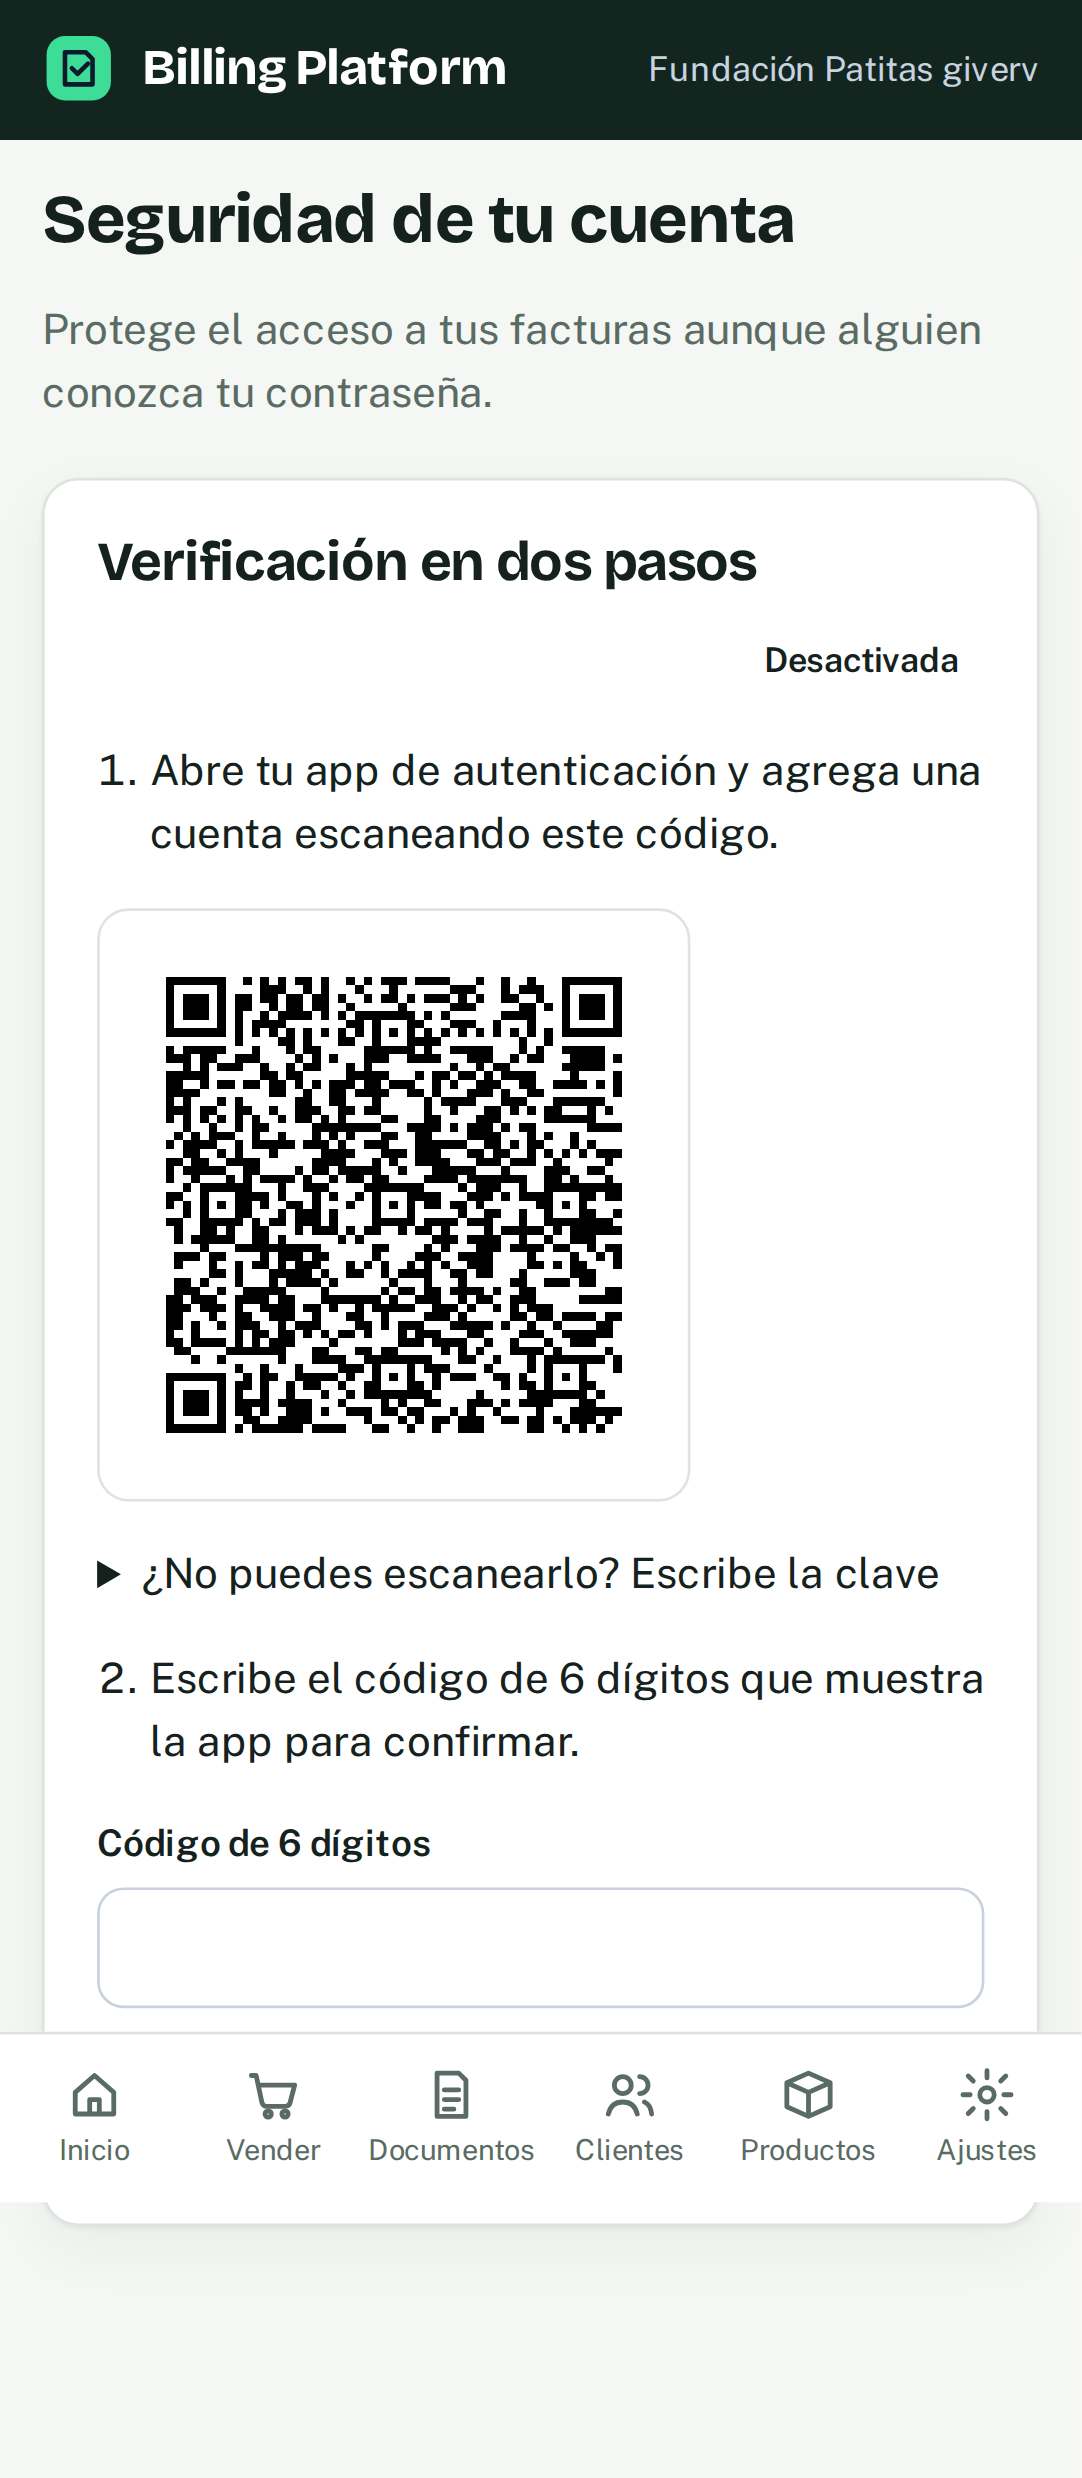 Billing Platform
Fundación Patitas giverv
Seguridad de tu cuenta
Protege el acceso a tus facturas aunque alguien
conozca tu contraseña.
Verificación en dos pasos
Desactivada
1. Abre tu app de autenticación y agrega una
cuenta escaneando este código.
¿No puedes escanearlo? Escribe la clave
2. Escribe el código de 6 dígitos que muestra
la app para confirmar.
Código de 6 dígitos
Inicio
Vender
Documentos
Clientes
Productos
Ajustes